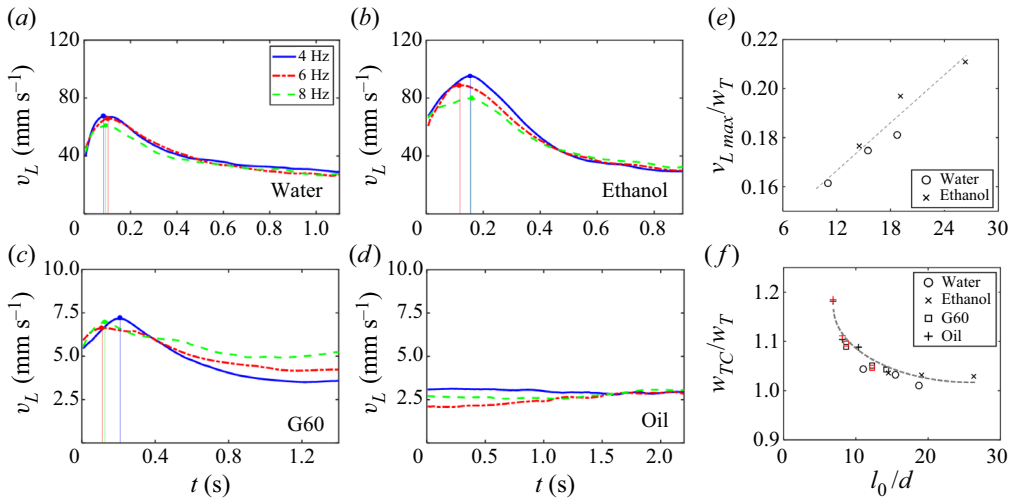 (a)
120
80
40
v_L (mm s⁻¹)
4 Hz
6 Hz
8 Hz
Water
0 0.2 0.4 0.6 0.8 1.0
(b)
120
80
40
v_L (mm s⁻¹)
Ethanol
0 0.2 0.4 0.6 0.8
(e)
0.20
0.18
0.16
v_L max/w_T
Water
Ethanol
6 12 18 24 30
(c)
10.0
7.5
5.0
2.5
v_L (mm s⁻¹)
G60
0 0.4 0.8 1.2
t (s)
(d)
10.0
7.5
5.0
2.5
v_L (mm s⁻¹)
Oil
0 0.5 1.0 1.5 2.0
t (s)
(f)
1.2
1.1
1.0
0.9
w_TC/w_T
Water
Ethanol
G60
Oil
10 20 30
l_0/d